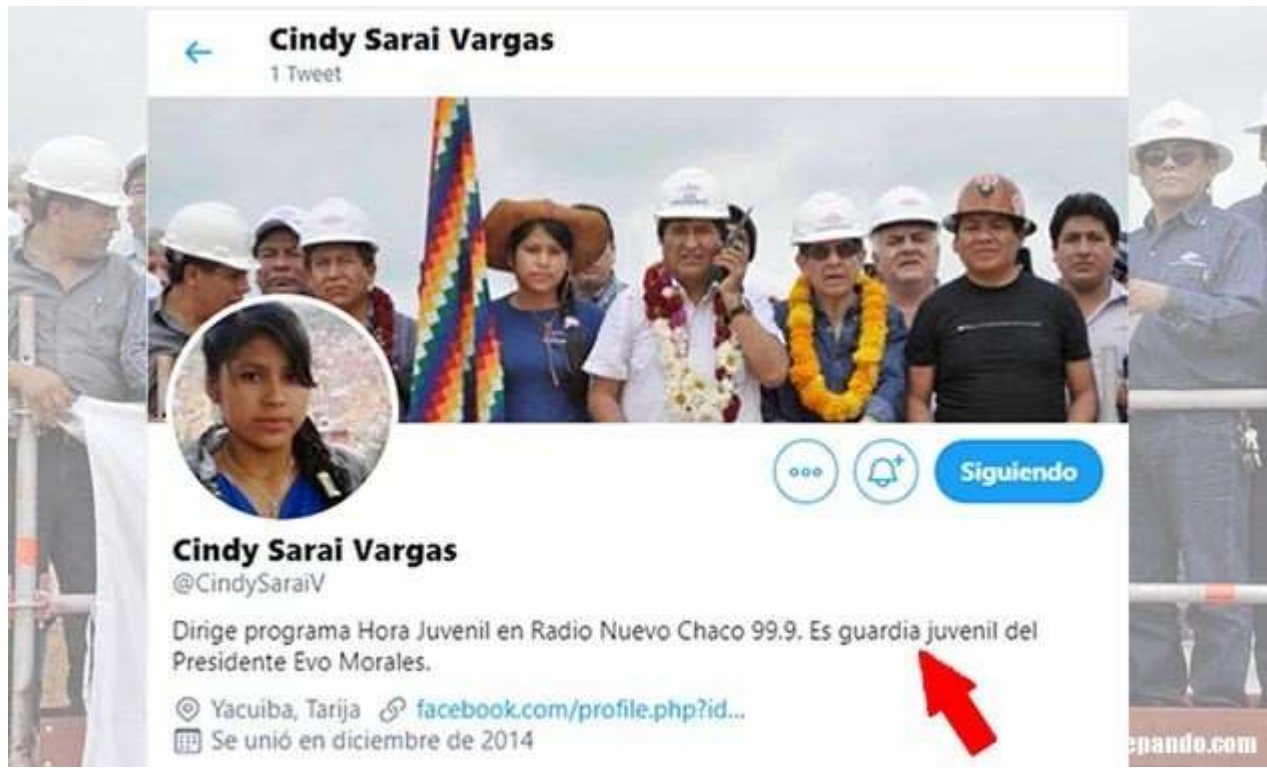 Cindy Sarai Vargas
1 Tweet
Siguiendo
Cindy Sarai Vargas
@CindySaraiV
Dirige programa Hora Juvenil en Radio Nuevo Chaco 99.9. Es guardia juvenil del
Presidente Evo Morales.
Yacuiba, Tarija facebook.com/profile.php?id...
Se unió en diciembre de 2014
epando.com